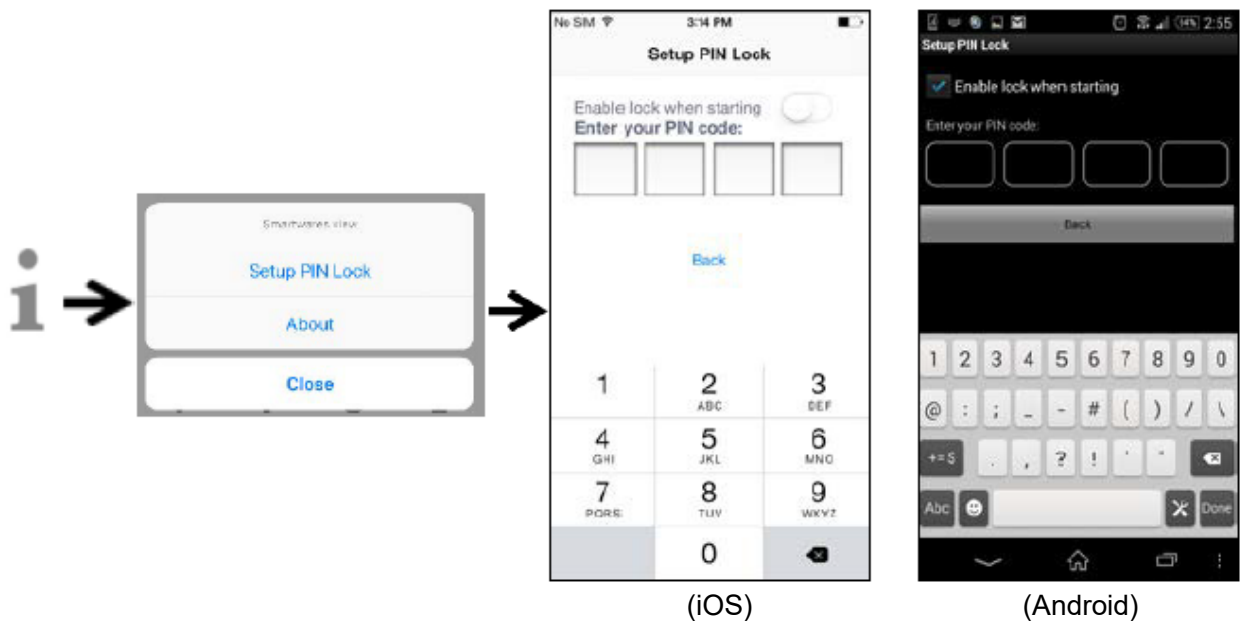 i
Smartwares view
Setup PIN Lock
About
Close
No SIM 3:14 PM
Setup PIN Lock
Enable lock when starting
Enter your PIN code:
Back
1 2 3
ABC DEF
4 5 6
GHI JKL MNO
7 8 9
PQRS TUV WXYZ
0
(iOS)
14% 2:55
Setup PIN Lock
Enable lock when starting
Enter your PIN code:
Back
1 2 3 4 5 6 7 8 9 0
@ : ; _ - # ( ) / \
+=$ . , ? ! ' "
Abc Done
(Android)